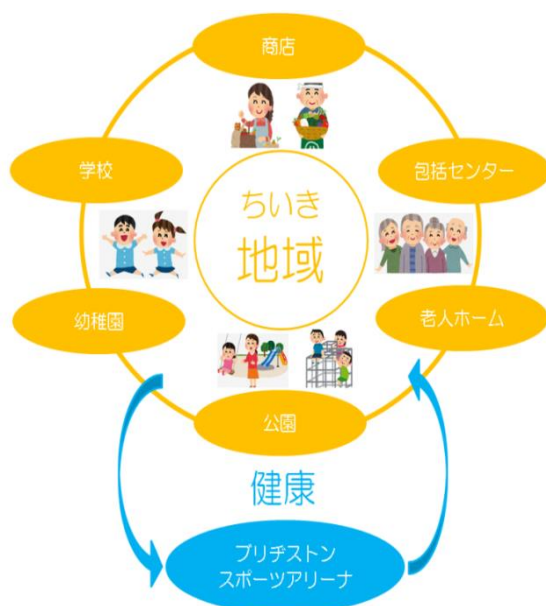 商店
学校
包括センター
ちいき
地域
幼稚園
老人ホーム
公園
健康
ブリヂストン
スポーツアリーナ